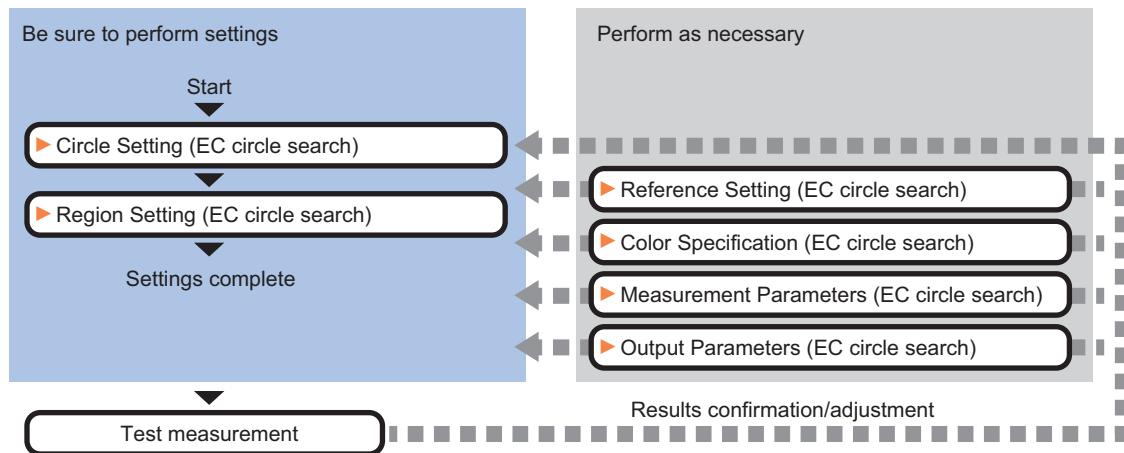 Be sure to perform settings
Start
Circle Setting (EC circle search)
Region Setting (EC circle search)
Settings complete
Perform as necessary
Reference Setting (EC circle search)
Color Specification (EC circle search)
Measurement Parameters (EC circle search)
Output Parameters (EC circle search)
Test measurement
Results confirmation/adjustment